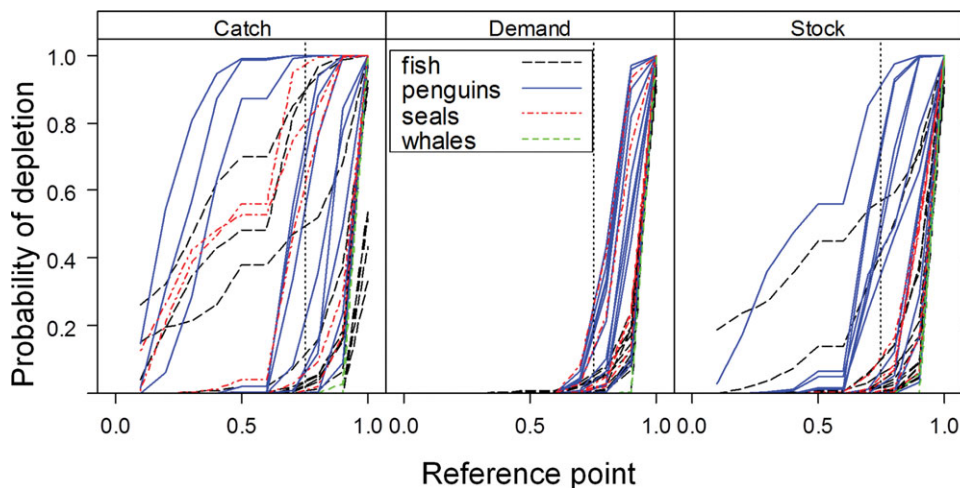 Catch Demand Stock
Probability of depletion
1.0
0.8
0.6
0.4
0.2
fish
penguins
seals
whales
0.0 0.5 1.0 0.0 0.5 1.0 0.0 0.5 1.0
Reference point